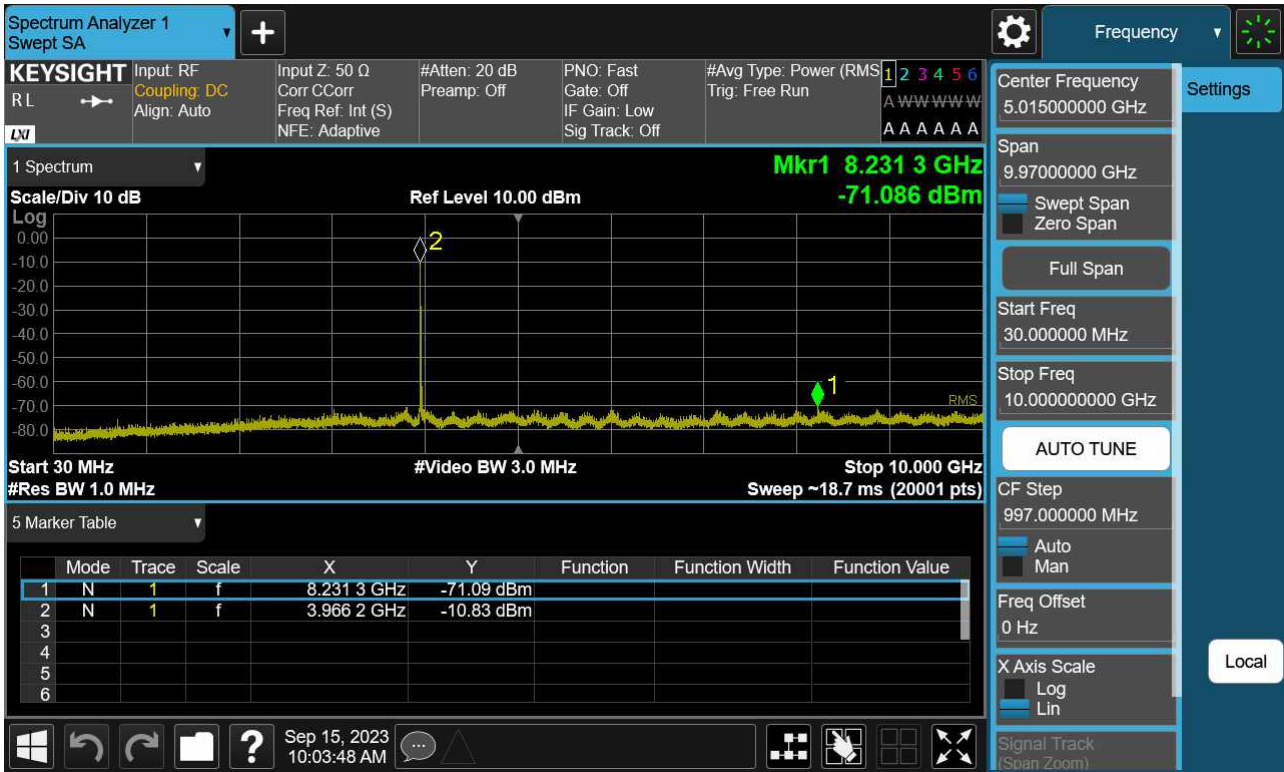 Spectrum Analyzer 1
Swept SA
Frequency
KEYSIGHT
RL
LXI
Input: RF
Coupling: DC
Align: Auto
Input Z: 50 Ω
Corr CCorr
Freq Ref: Int (S)
NFE: Adaptive
#Atten: 20 dB
Preamp: Off
PNO: Fast
Gate: Off
IF Gain: Low
Sig Track: Off
#Avg Type: Power (RMS
Trig: Free Run
1 2 3 4 5 6
A W W W W W
A A A A A A
1 Spectrum
Mkr1 8.231 3 GHz
-71.086 dBm
Scale/Div 10 dB
Ref Level 10.00 dBm
Log
0.00
-10.0
-20.0
-30.0
-40.0
-50.0
-60.0
-70.0
-80.0
2
1
RMS
Start 30 MHz
#Video BW 3.0 MHz
Stop 10.000 GHz
#Res BW 1.0 MHz
Sweep ~18.7 ms (20001 pts)
5 Marker Table
Mode Trace Scale X Y Function Function Width Function Value
1 N 1 f 8.231 3 GHz -71.09 dBm
2 N 1 f 3.966 2 GHz -10.83 dBm
3
4
5
6
Sep 15, 2023
10:03:48 AM
Center Frequency
5.015000000 GHz
Span
9.97000000 GHz
Swept Span
Zero Span
Full Span
Start Freq
30.000000 MHz
Stop Freq
10.000000000 GHz
AUTO TUNE
CF Step
997.000000 MHz
Auto
Man
Freq Offset
0 Hz
X Axis Scale
Log
Lin
Signal Track
(Span Zoom)
Settings
Local